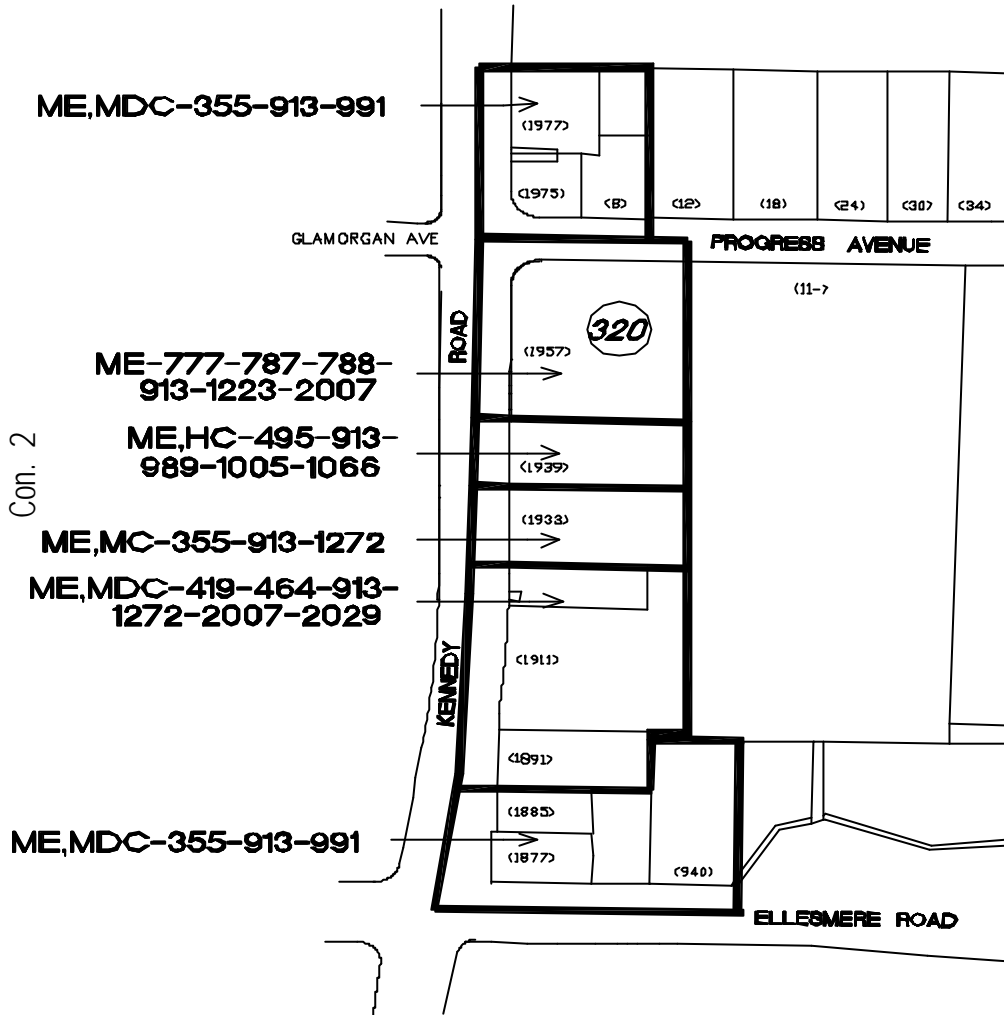 ME,MDC-355-913-991
(1977)
(1975)
(8)
(12)
(18)
(24)
(30)
(34)
GLAMORGAN AVE
PROGRESS AVENUE
(11->
ROAD
320
(1957)
ME-777-787-788-
913-1223-2007
Con. 2
ME,HC-495-913-
989-1005-1066
(1939)
(1933)
ME,MC-355-913-1272
ME,MDC-419-464-913-
1272-2007-2029
(1911)
KENNEDY
(1891)
(1885)
ME,MDC-355-913-991
(1877)
(940)
ELLESMERE ROAD